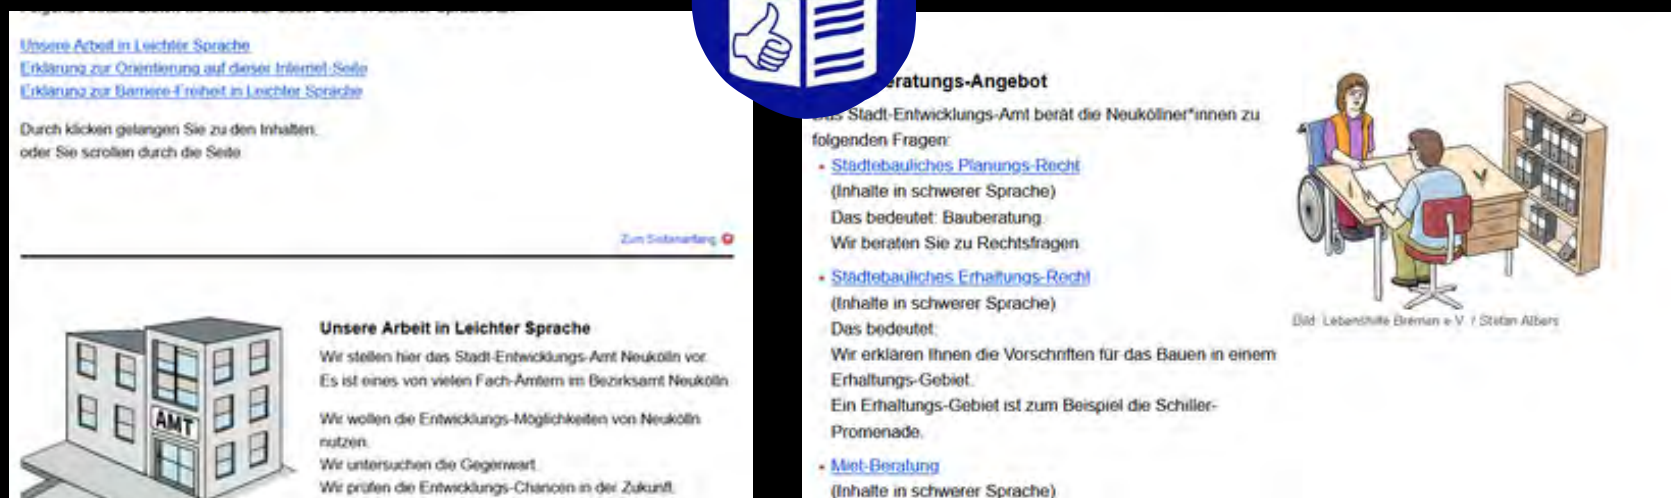 Unsere Arbeit in Leichter Sprache
Erklärung zur Orientierung auf dieser Internet-Seite
Erklärung zur Barriere-Freiheit in Leichter Sprache
Durch klicken gelangen Sie zu den Inhalten.
oder Sie scrollen durch die Seite
Zum Seitenanfang
AMT
Unsere Arbeit in Leichter Sprache
Wir stellen hier das Stadt-Entwicklungs-Amt Neukölln vor.
Es ist eines von vielen Fach-Ämtern im Bezirksamt Neukölln
Wir wollen die Entwicklungs-Möglichkeiten von Neukölln
nutzen.
Wir untersuchen die Gegenwart.
Wir prüfen die Entwicklungs-Chancen in der Zukunft.
eratungs-Angebot
Stadt-Entwicklungs-Amt berät die Neuköllner*innen zu
folgenden Fragen:
• Städtebauliches Planungs-Recht
(Inhalte in schwerer Sprache)
Das bedeutet: Bauberatung.
Wir beraten Sie zu Rechtsfragen
• Städtebauliches Erhaltungs-Recht
(Inhalte in schwerer Sprache)
Das bedeutet:
Wir erklären Ihnen die Vorschriften für das Bauen in einem
Erhaltungs-Gebiet.
Ein Erhaltungs-Gebiet ist zum Beispiel die Schiller-
Promenade.
• Miet-Beratung
(Inhalte in schwerer Sprache)
Bild: Lebenshilfe Bremen e.V. / Stefan Albers